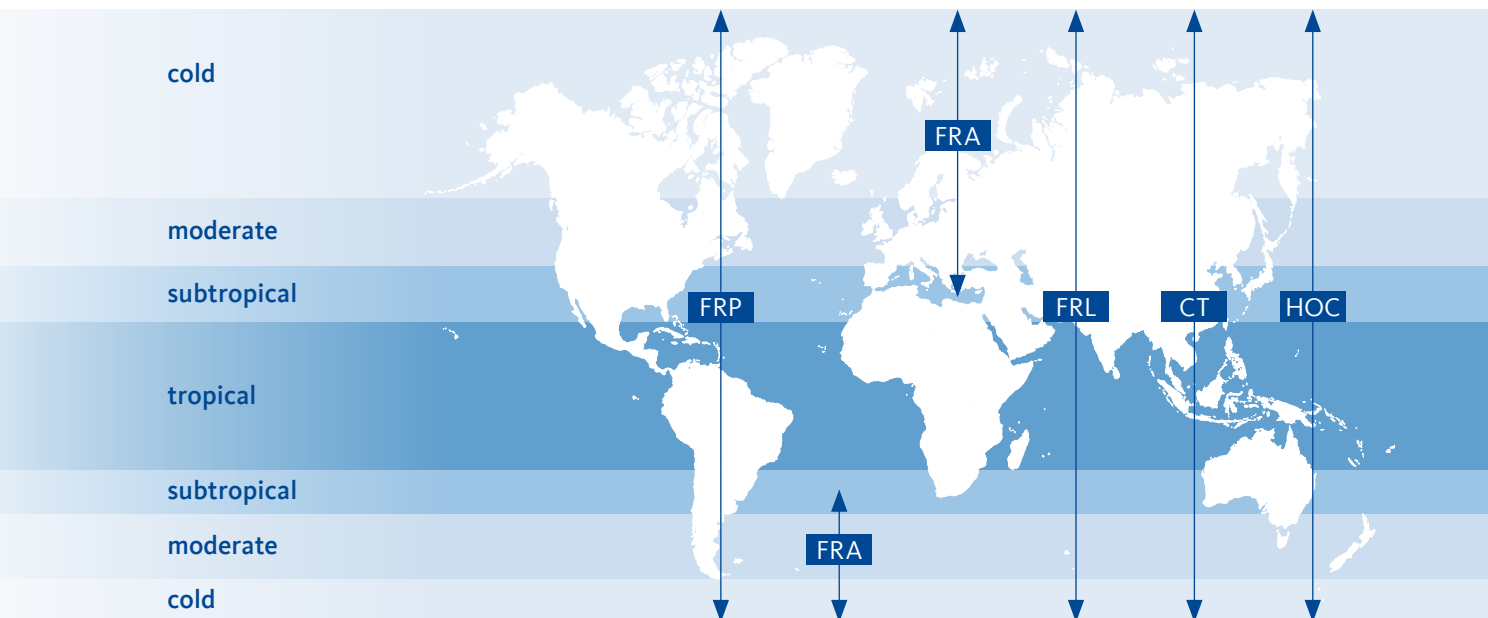 cold
FRA
moderate
subtropical
FRP
FRL
CT
HOC
tropical
subtropical
moderate
FRA
cold